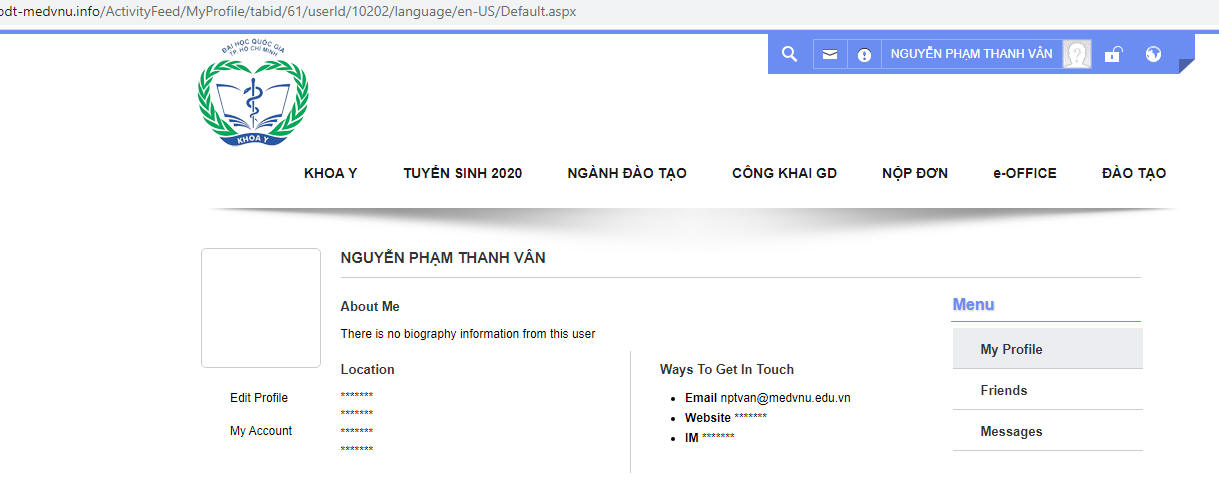 odt-medvnu.info/ActivityFeed/MyProfile/tabid/61/userId/10202/language/en-US/Default.aspx
ĐẠI HỌC QUỐC GIA
TP. HỒ CHÍ MINH
KHOA Y
NGUYỄN PHẠM THANH VÂN
KHOA Y TUYỂN SINH 2020 NGÀNH ĐÀO TẠO CÔNG KHAI GD NỘP ĐƠN e-OFFICE ĐÀO TẠO
NGUYỄN PHẠM THANH VÂN
About Me
There is no biography information from this user
Location
*******
*******
*******
*******
Ways To Get In Touch
Email nptvan@medvnu.edu.vn
Website *******
IM *******
Edit Profile
My Account
Menu
My Profile
Friends
Messages